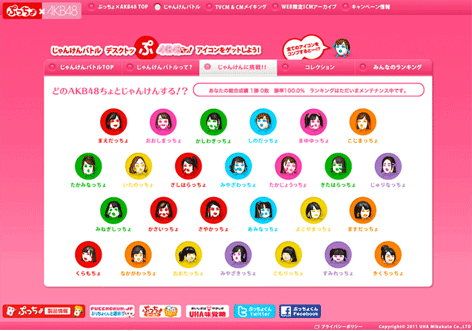 ぷっちょ×AKB48
ぷっちょ×AKB48 TOP
じゃんけんバトル
TVCM & CMメイキング
WEB限定!CMアーカイブ
キャンペーン情報
じゃんけんバトル デスクトップ AKB48ちょ! アイコンをゲットしよう!
全てのアイコンを
コンプするとー!?
じゃんけんバトルTOP
じゃんけんバトルって?
じゃんけんに挑戦!!
コレクション
みんなのランキング
どのAKB48ちょとじゃんけんする!?
あなたの総合成績 1勝0敗 勝率100.0% ランキングはただいまメンテナンス中です。
まえだっちょ
おおしまっちょ
かしわぎっちょ
しのだっちょ
まゆゆっちょ
こじまっちょ
たかみなっちょ
いたのっちょ
さしはらっちょ
みやざわっちょ
たかじょうっちょ
きたはらっちょ
じゅりなっちょ
みねぎしっちょ
かさいっちょ
さやかっちょ
あみなっちょ
よこやまっちょ
ますだっちょ
くらもっちょ
なかがわっちょ
おおたっちょ
みやざきっちょ
ともりっちょ
すみれっちょ
きくちっちょ
ぷっちょ 製品情報
UHA味覚糖
ぷっちょくん
twitter
ぷっちょくん
Facebook
プライバシーポリシー
Copyright© 2011 UHA Mikakuto Co.,LTD